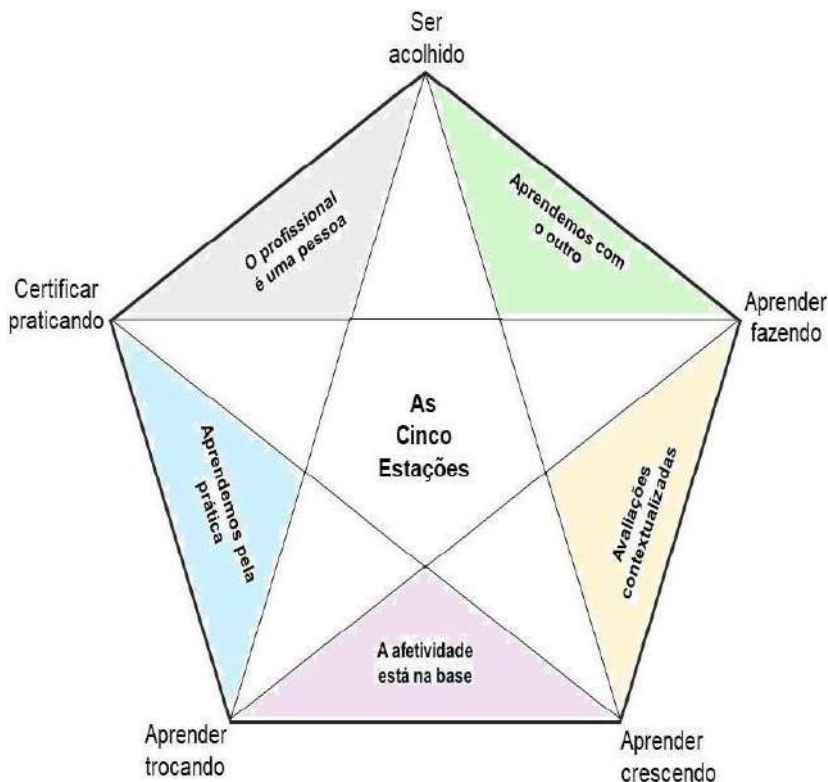 Ser
acolhido
O profissional
é uma pessoa
Aprendemos com
o outro
Certificar
praticando
Aprender
fazendo
As
Cinco
Estações
Aprendemos pela
prática
Avaliações
contextualizadas
A afetividade
está na base
Aprender
trocando
Aprender
crescendo